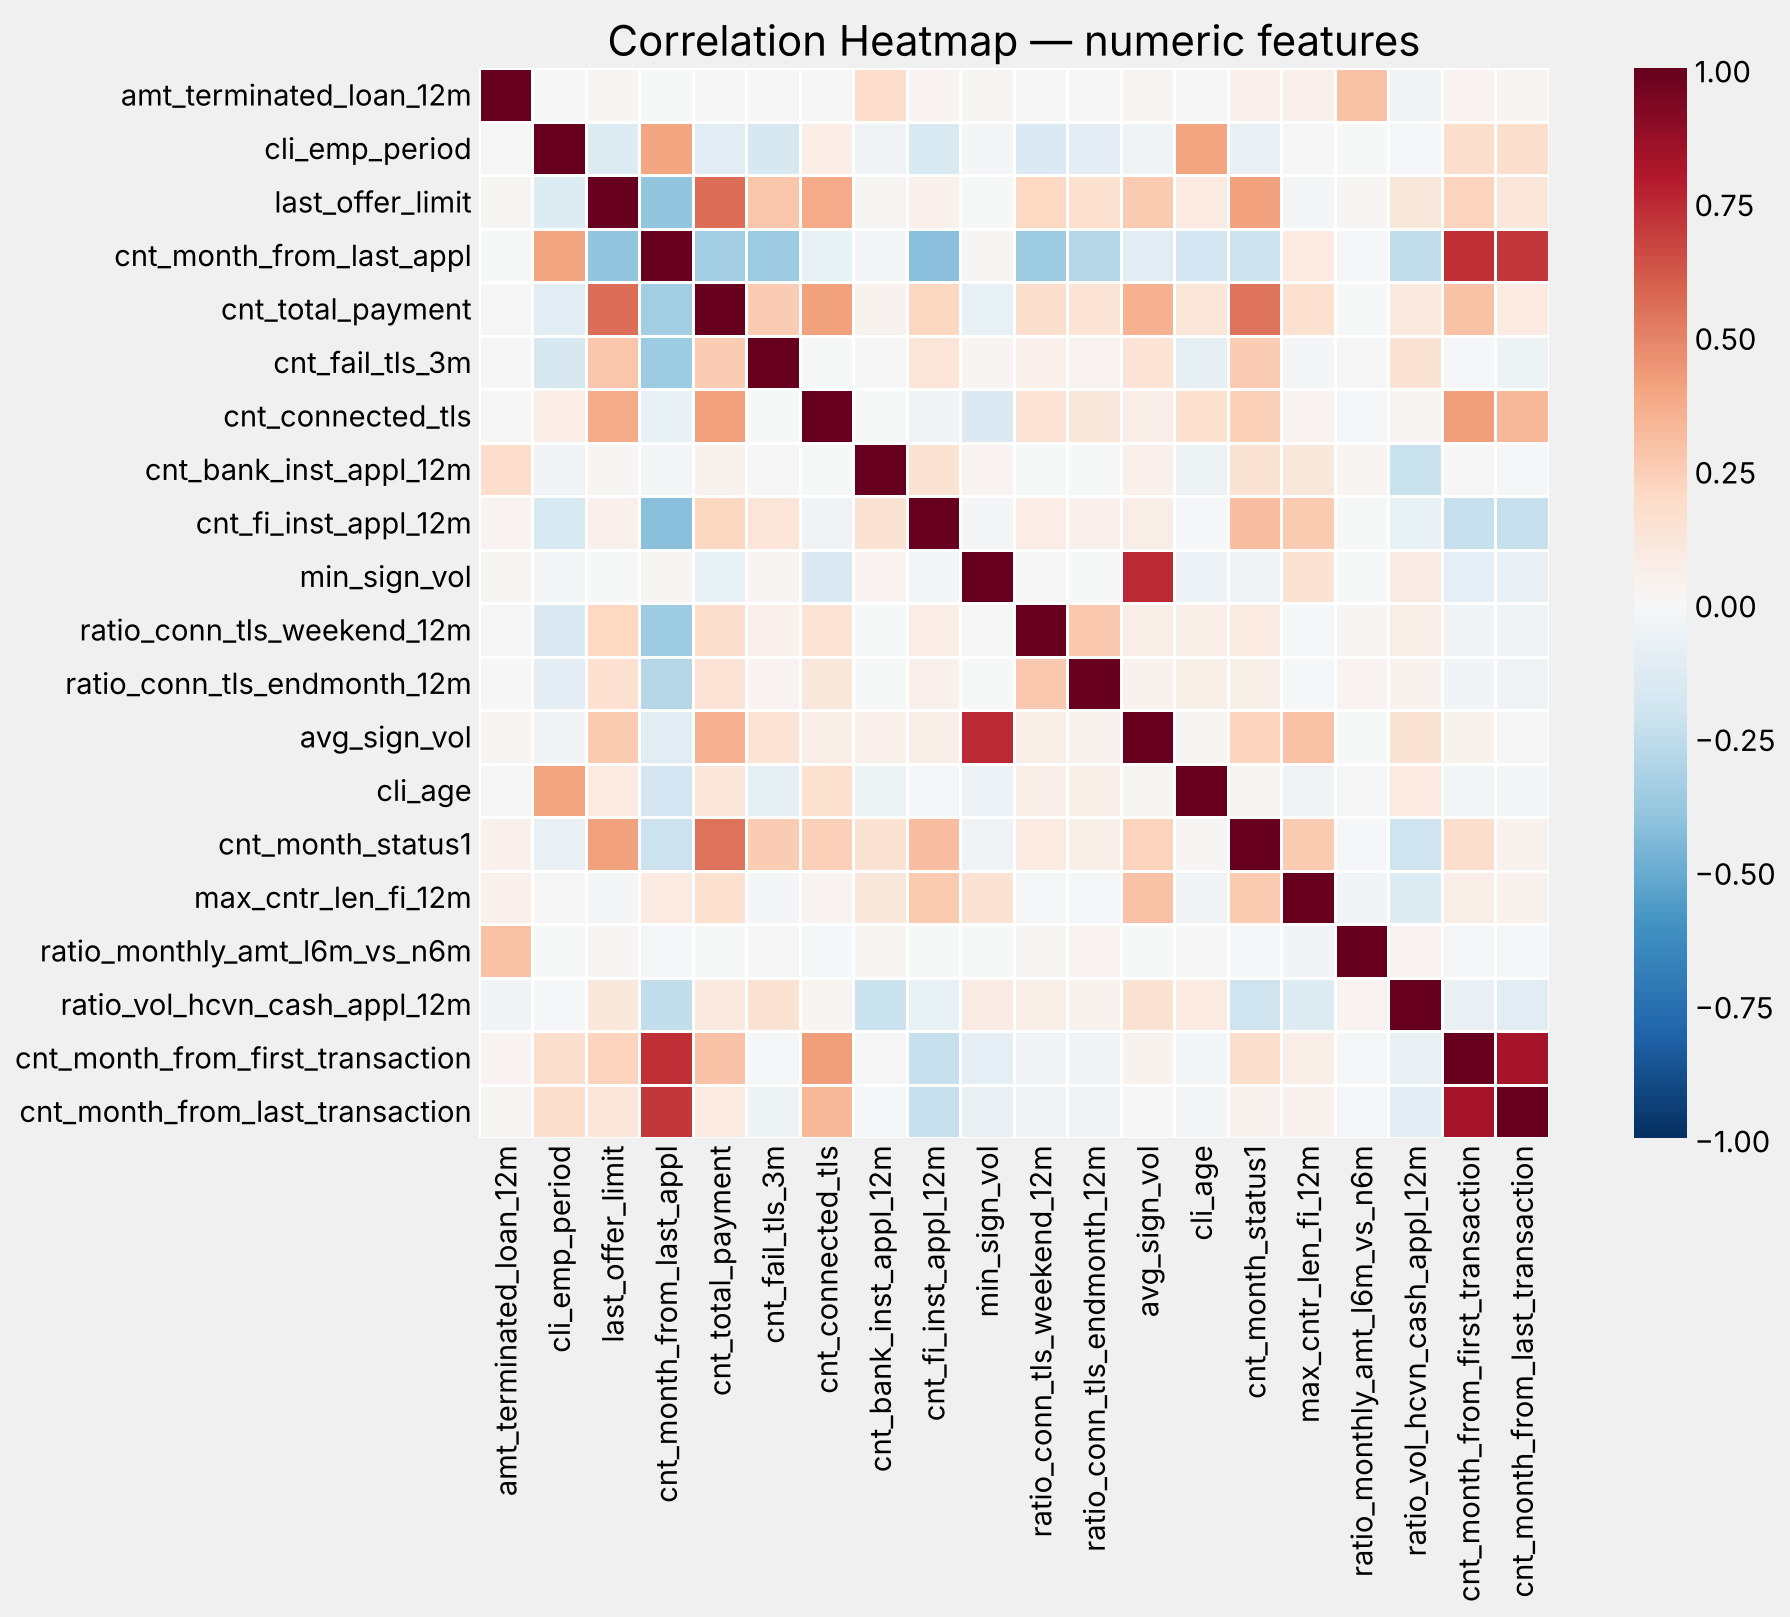 Correlation Heatmap — numeric features
amt_terminated_loan_12m
cli_emp_period
last_offer_limit
cnt_month_from_last_appl
cnt_total_payment
cnt_fail_tls_3m
cnt_connected_tls
cnt_bank_inst_appl_12m
cnt_fi_inst_appl_12m
min_sign_vol
ratio_conn_tls_weekend_12m
ratio_conn_tls_endmonth_12m
avg_sign_vol
cli_age
cnt_month_status1
max_cntr_len_fi_12m
ratio_monthly_amt_l6m_vs_n6m
ratio_vol_hcvn_cash_appl_12m
cnt_month_from_first_transaction
cnt_month_from_last_transaction
amt_terminated_loan_12m
cli_emp_period
last_offer_limit
cnt_month_from_last_appl
cnt_total_payment
cnt_fail_tls_3m
cnt_connected_tls
cnt_bank_inst_appl_12m
cnt_fi_inst_appl_12m
min_sign_vol
ratio_conn_tls_weekend_12m
ratio_conn_tls_endmonth_12m
avg_sign_vol
cli_age
cnt_month_status1
max_cntr_len_fi_12m
ratio_monthly_amt_l6m_vs_n6m
ratio_vol_hcvn_cash_appl_12m
cnt_month_from_first_transaction
cnt_month_from_last_transaction
1.00
0.75
0.50
0.25
0.00
−0.25
−0.50
−0.75
−1.00